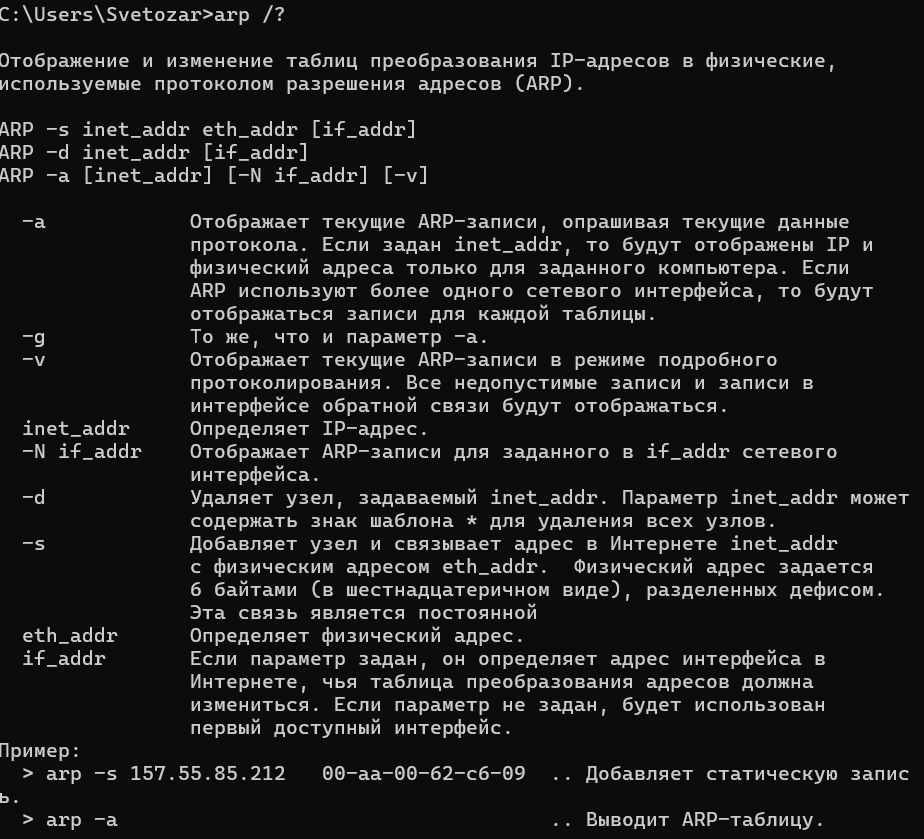 C:\Users\Svetozar>arp /?
Отображение и изменение таблиц преобразования IP-адресов в физические,
используемые протоколом разрешения адресов (ARP).
ARP -s inet_addr eth_addr [if_addr]
ARP -d inet_addr [if_addr]
ARP -a [inet_addr] [-N if_addr] [-v]
-a Отображает текущие ARP-записи, опрашивая текущие данные
протокола. Если задан inet_addr, то будут отображены IP и
физический адреса только для заданного компьютера. Если
ARP используют более одного сетевого интерфейса, то будут
отображаться записи для каждой таблицы.
-g То же, что и параметр -a.
-v Отображает текущие ARP-записи в режиме подробного
протоколирования. Все недопустимые записи и записи в
интерфейсе обратной связи будут отображаться.
inet_addr Определяет IP-адрес.
-N if_addr Отображает ARP-записи для заданного в if_addr сетевого
интерфейса.
-d Удаляет узел, задаваемый inet_addr. Параметр inet_addr может
содержать знак шаблона * для удаления всех узлов.
-s Добавляет узел и связывает адрес в Интернете inet_addr
с физическим адресом eth_addr.  Физический адрес задается
6 байтами (в шестнадцатеричном виде), разделенных дефисом.
Эта связь является постоянной
eth_addr Определяет физический адрес.
if_addr Если параметр задан, он определяет адрес интерфейса в
Интернете, чья таблица преобразования адресов должна
измениться. Если параметр не задан, будет использован
первый доступный интерфейс.
Пример:
> arp -s 157.55.85.212   00-aa-00-62-c6-09  .. Добавляет статическую запис
ь.
> arp -a                                    .. Выводит ARP-таблицу.